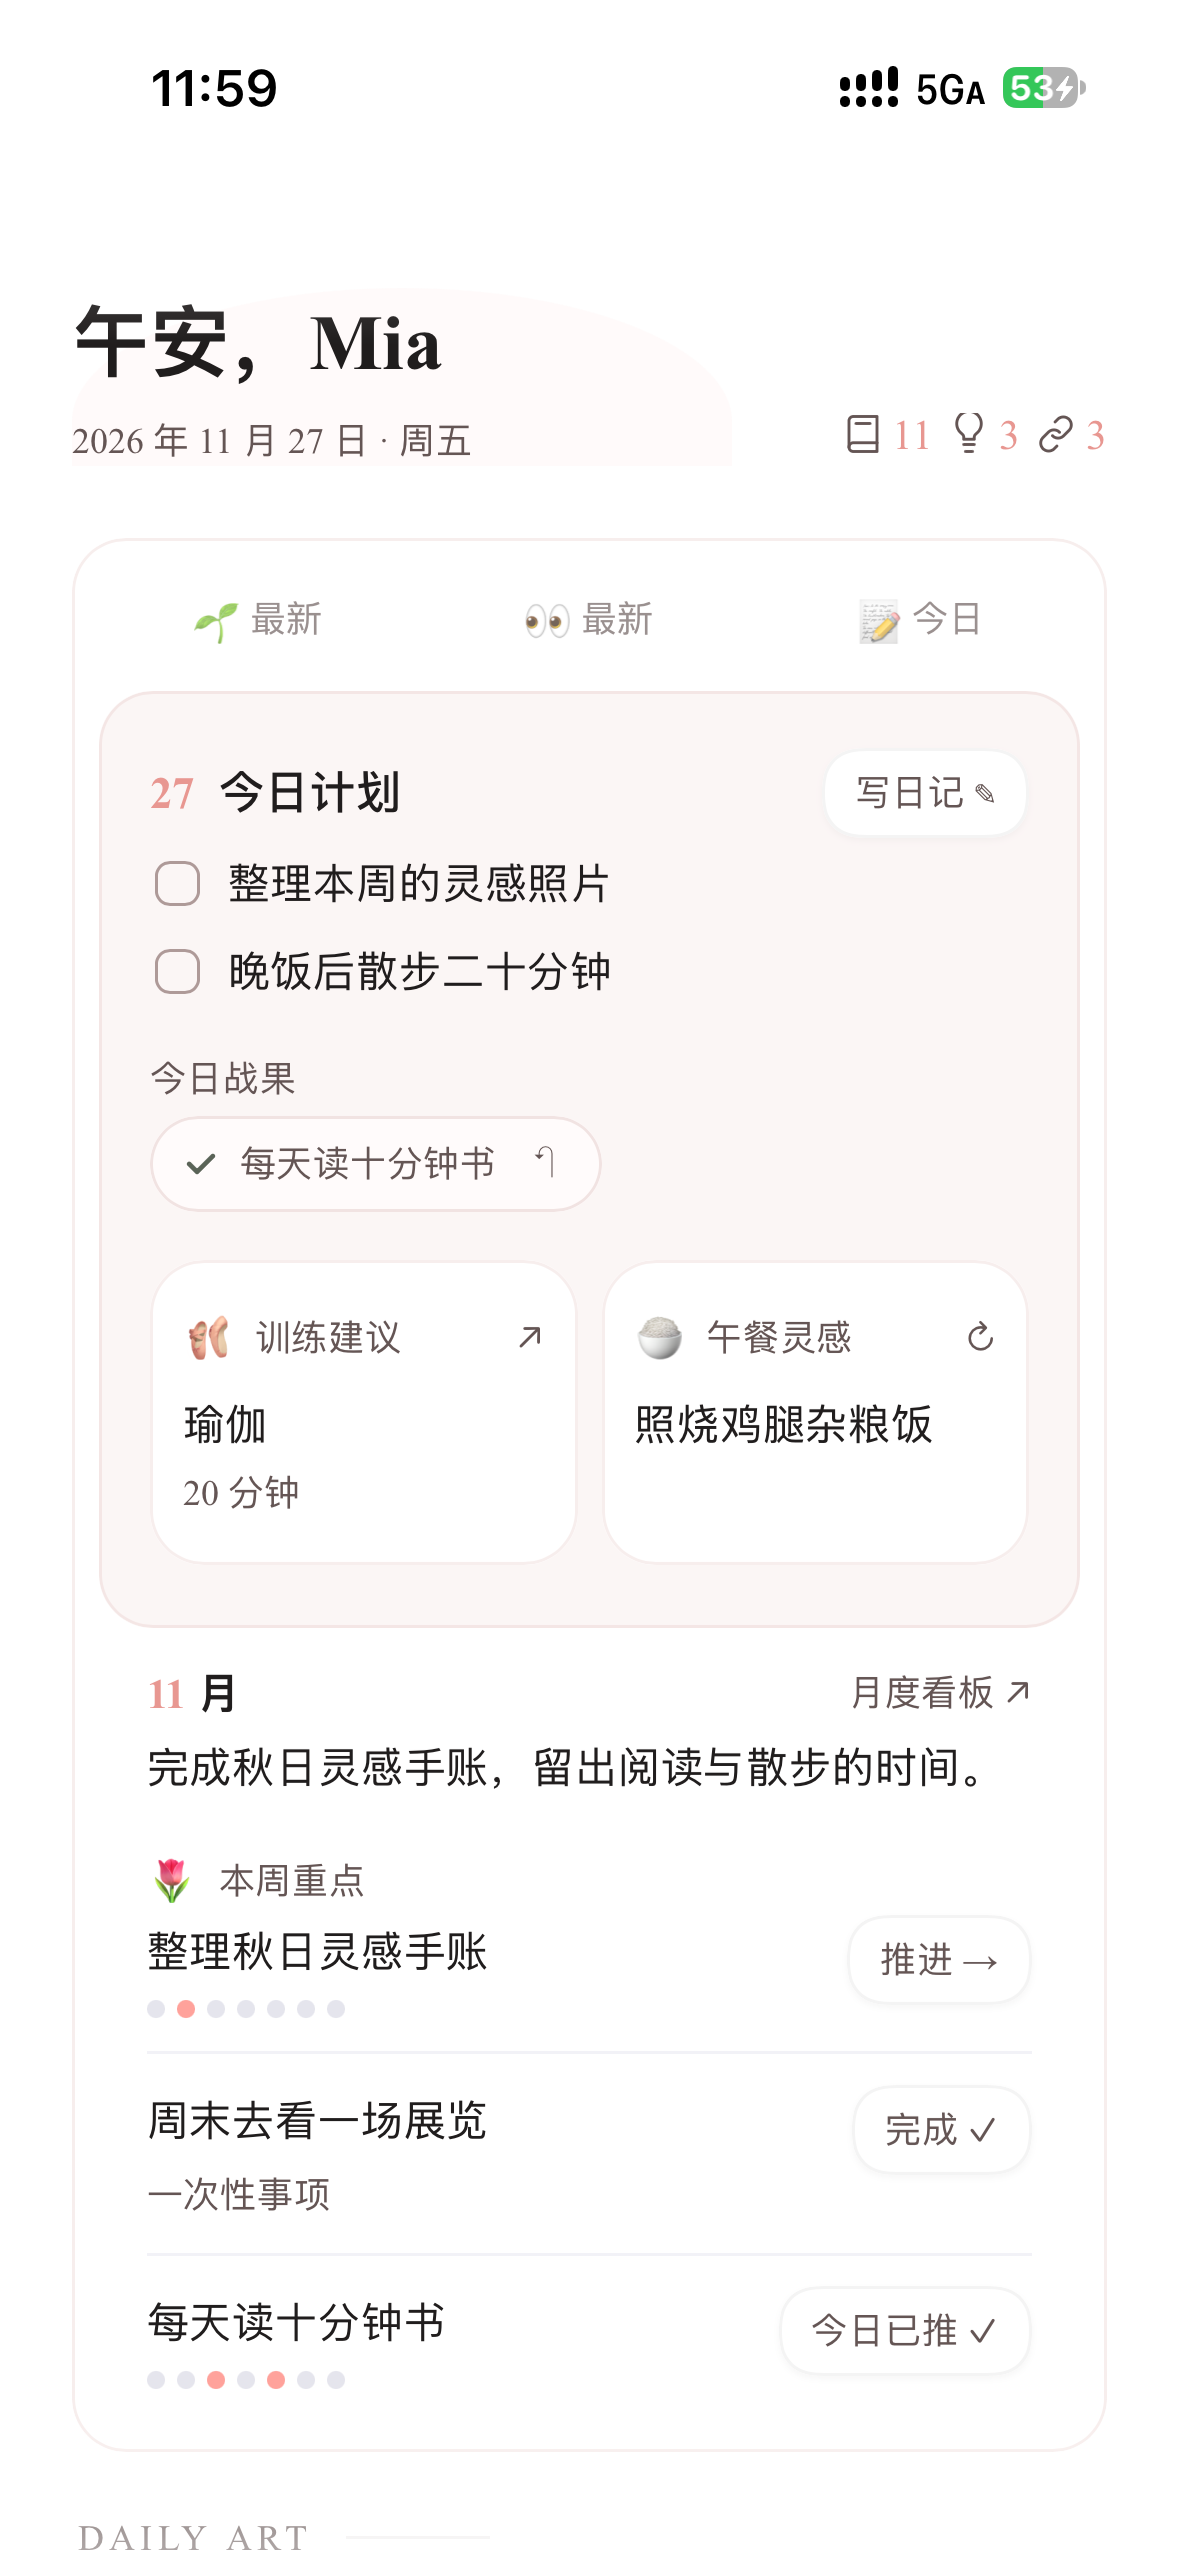 11:59 5GA 53
午安，Mia
2026 年 11 月 27 日 · 周五 11 3 3
最新 最新 今日
27 今日计划 写日记
整理本周的灵感照片
晚饭后散步二十分钟
今日战果
每天读十分钟书
训练建议 午餐灵感
瑜伽 照烧鸡腿杂粮饭
20 分钟
11 月 月度看板
完成秋日灵感手账，留出阅读与散步的时间。
本周重点
整理秋日灵感手账 推进 →
周末去看一场展览 完成 ✓
一次性事项
每天读十分钟书 今日已推 ✓
DAILY ART